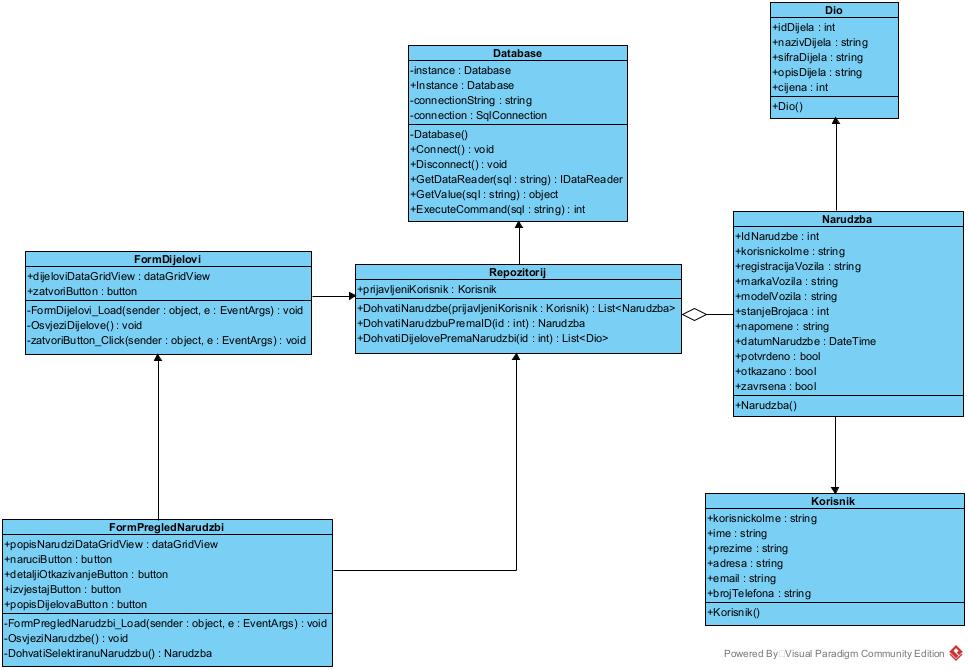 Dio
+idDijela : int
+nazivDijela : string
+sifraDijela : string
+opisDijela : string
+cijena : int
+Dio()
Database
-instance : Database
+Instance : Database
-connectionString : string
-connection : SqlConnection
-Database()
+Connect() : void
+Disconnect() : void
+GetDataReader(sql : string) : IDataReader
+GetValue(sql : string) : object
+ExecuteCommand(sql : string) : int
Narudzba
+IdNarudzbe : int
+korisnickoIme : string
+registracijaVozila : string
+markaVozila : string
+modelVozila : string
+stanjeBrojaca : int
+napomene : string
+datumNarudzbe : DateTime
+potvrdeno : bool
+otkazano : bool
+zavrsena : bool
+Narudzba()
FormDijelovi
+dijeloviDataGridView : dataGridView
+zatvoriButton : button
-FormDijelovi_Load(sender : object, e : EventArgs) : void
-OsvjeziDijelove() : void
-zatvoriButton_Click(sender : object, e : EventArgs) : void
Repozitorij
+prijavljeniKorisnik : Korisnik
+DohvatiNarudzbe(prijavljeniKorisnik : Korisnik) : List<Narudzba>
+DohvatiNarudzbuPremaID(id : int) : Narudzba
+DohvatiDijelovePremaNarudzbi(id : int) : List<Dio>
Korisnik
+korisnickoIme : string
+ime : string
+prezime : string
+adresa : string
+email : string
+brojTelefona : string
+Korisnik()
FormPregledNarudzbi
+popisNarudziDataGridView : dataGridView
+naruciButton : button
+detaljiOtkazivanjeButton : button
+izvjestajButton : button
+popisDijelovaButton : button
-FormPregledNarudzbi_Load(sender : object, e : EventArgs) : void
-OsvjeziNarudzbe() : void
-DohvatiSelektiranuNarudzbu() : Narudzba
Powered By Visual Paradigm Community Edition